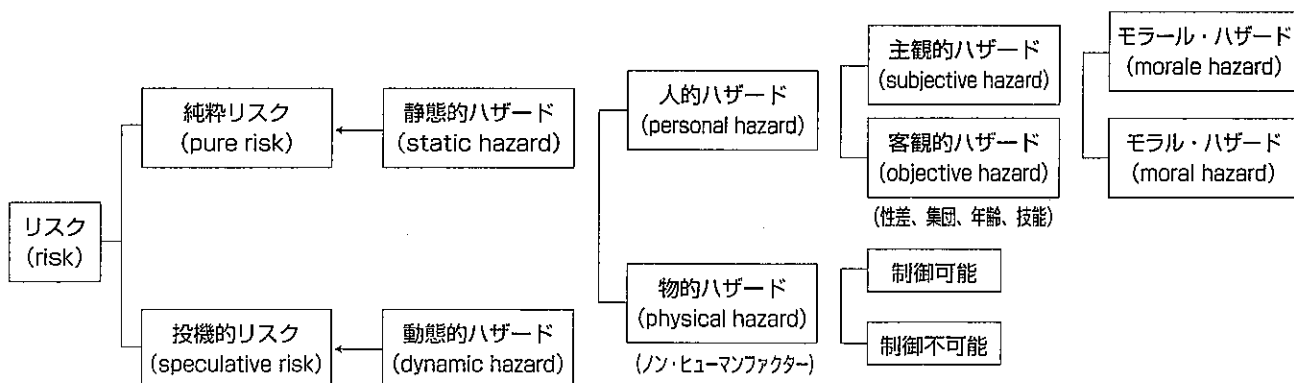 リスク
(risk)
純粋リスク
(pure risk)
静態的ハザード
(static hazard)
投機的リスク
(speculative risk)
動態的ハザード
(dynamic hazard)
人的ハザード
(personal hazard)
主観的ハザード
(subjective hazard)
モラール・ハザード
(morale hazard)
客観的ハザード
(objective hazard)
(性差、集団、年齢、技能)
モラル・ハザード
(moral hazard)
物的ハザード
(physical hazard)
(ノン・ヒューマンファクター)
制御可能
制御不可能